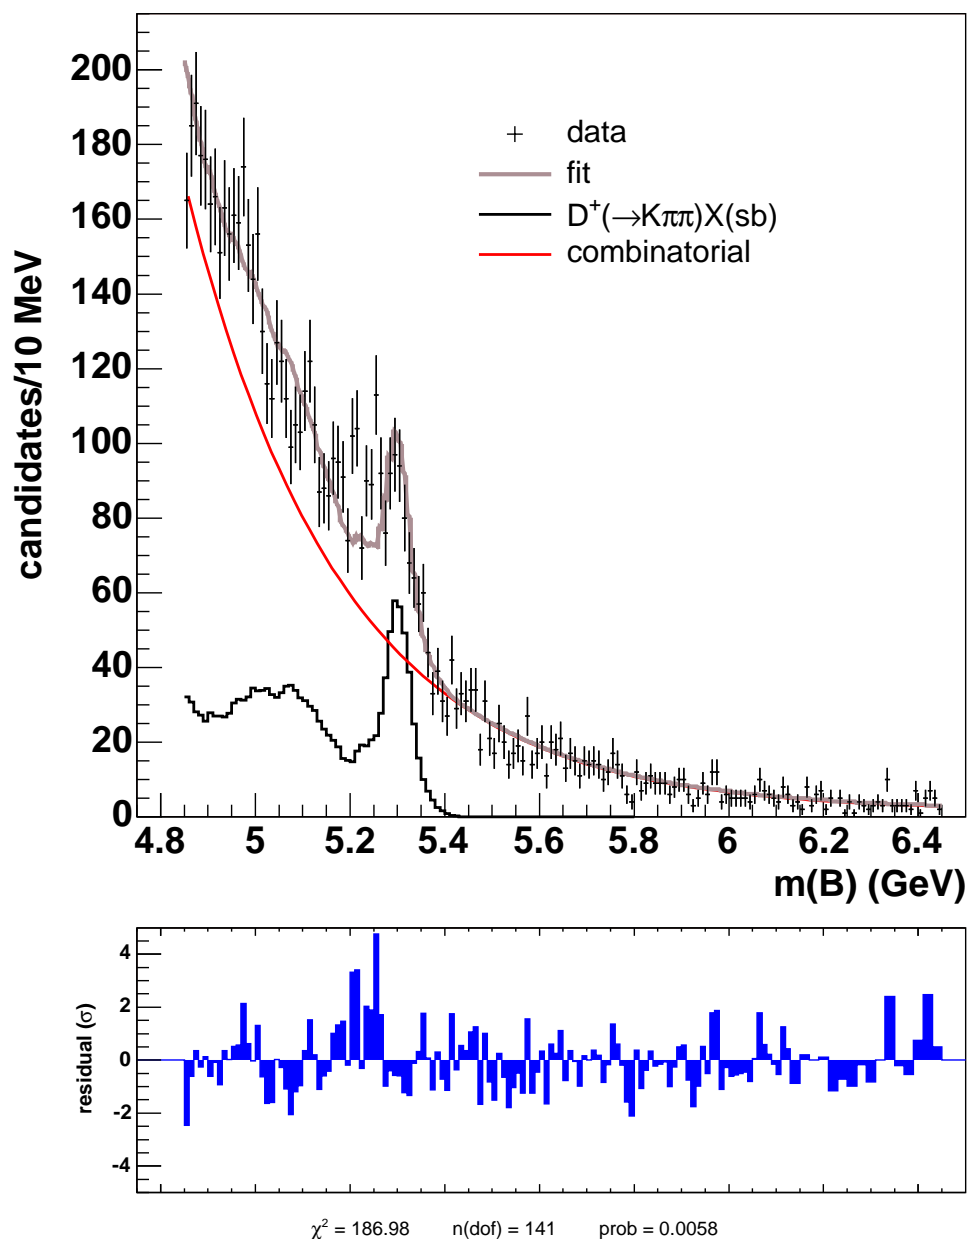 candidates/10 MeV
200
180
160
140
120
100
80
60
40
20
0
data
fit
D⁺(→Kππ)X(sb)
combinatorial
4.8 5 5.2 5.4 5.6 5.8 6 6.2 6.4
m(B) (GeV)
residual (σ)
4
2
0
-2
-4
χ² = 186.98 n(dof) = 141 prob = 0.0058